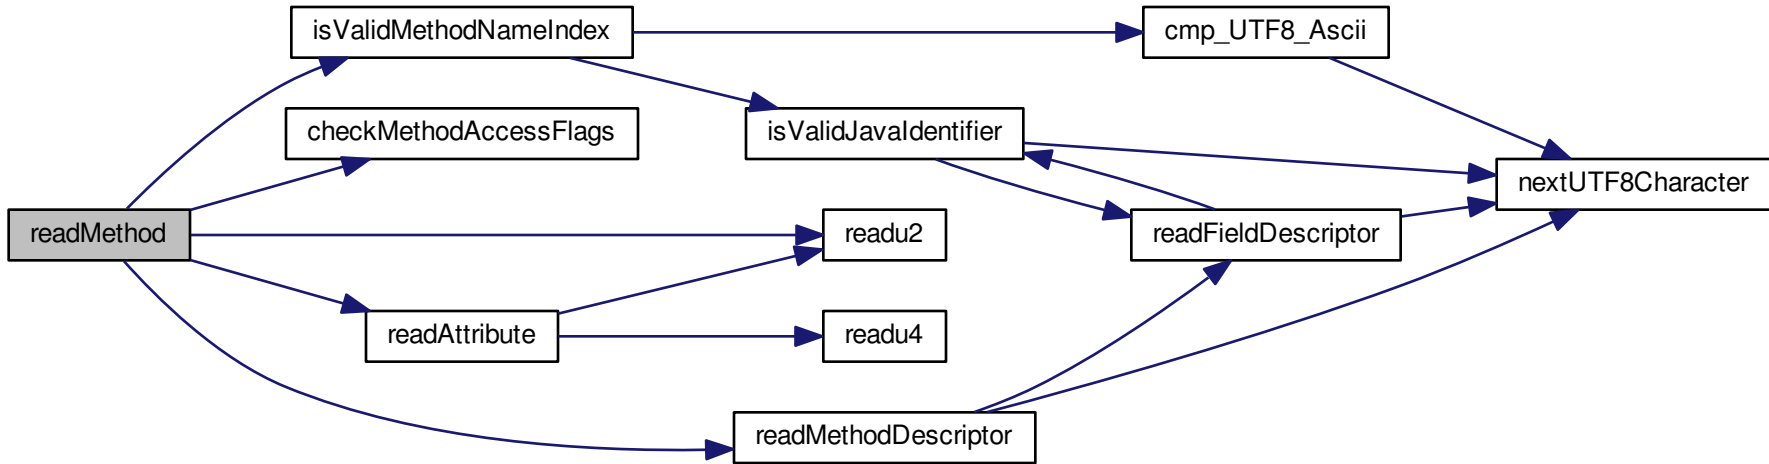 isValidMethodNameIndex
cmp_UTF8_Ascii
checkMethodAccessFlags
isValidJavaIdentifier
nextUTF8Character
readMethod
readu2
readFieldDescriptor
readAttribute
readu4
readMethodDescriptor